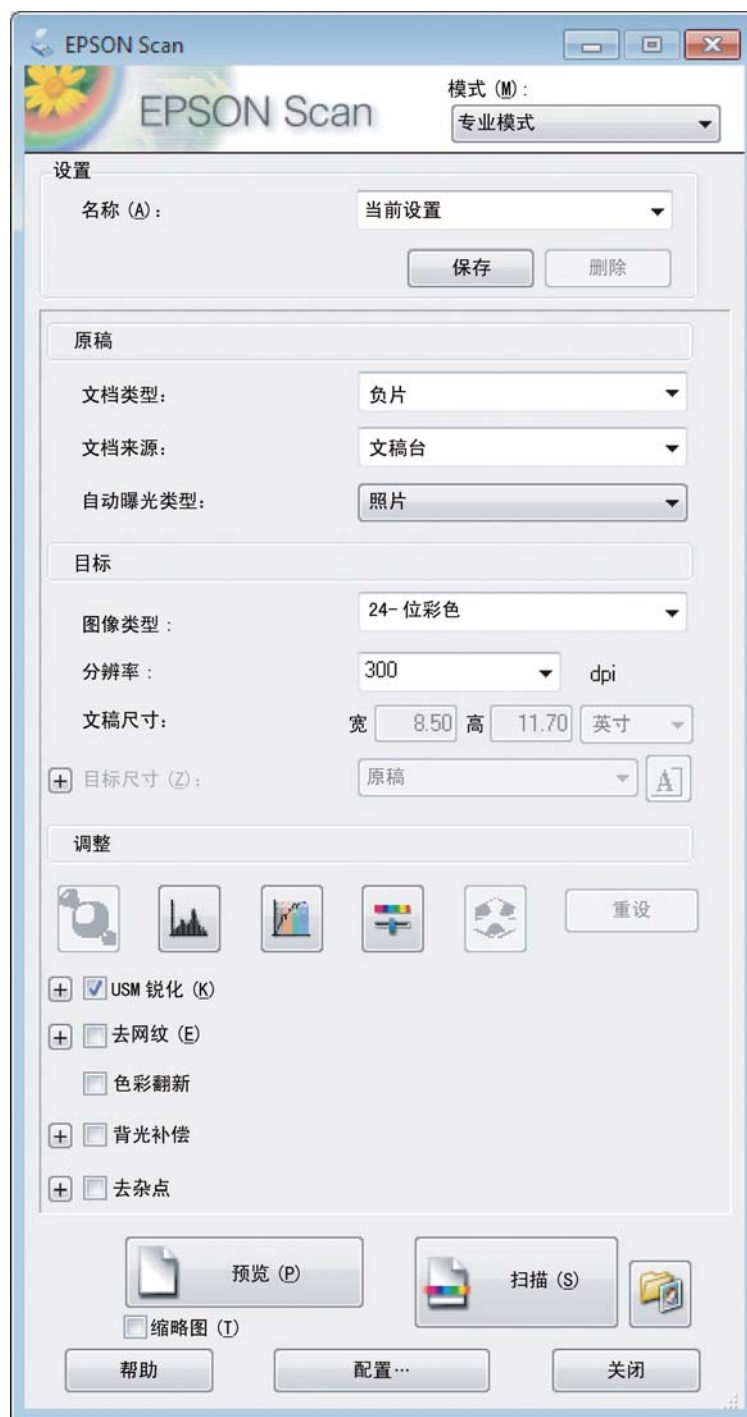 EPSON Scan
EPSON Scan
模式 (M) :
专业模式
设置
名称 (A):
当前设置
保存
删除
原稿
文档类型:
负片
文档来源:
文稿台
自动曝光类型:
照片
目标
图像类型 :
24- 位彩色
分辨率 :
300
dpi
文稿尺寸:
宽 8.50 高 11.70 英寸
目标尺寸 (Z):
原稿
A
调整
重设
USM 锐化 (K)
去网纹 (E)
色彩翻新
背光补偿
去杂点
预览 (P)
扫描 (S)
缩略图 (T)
帮助
配置…
关闭